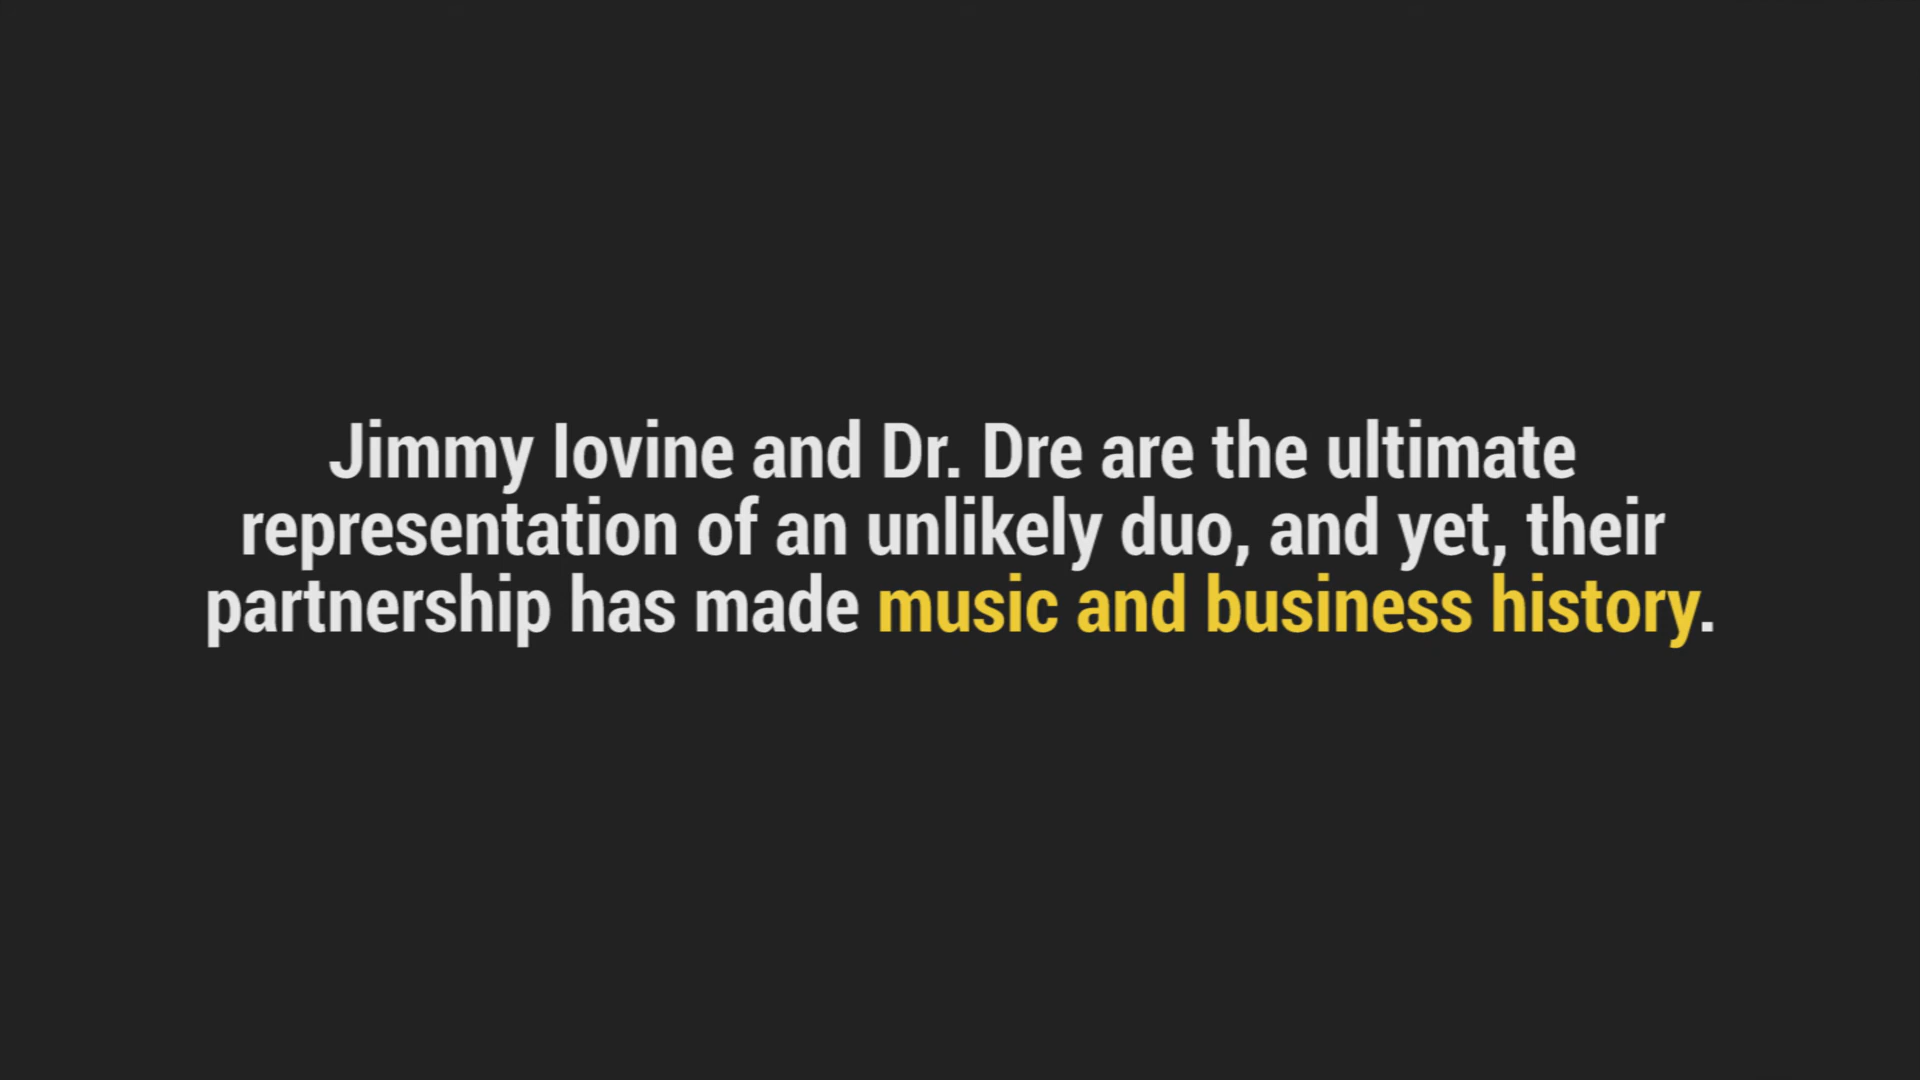 Jimmy Iovine and Dr. Dre are the ultimate
representation of an unlikely duo, and yet, their
partnership has made music and business history.